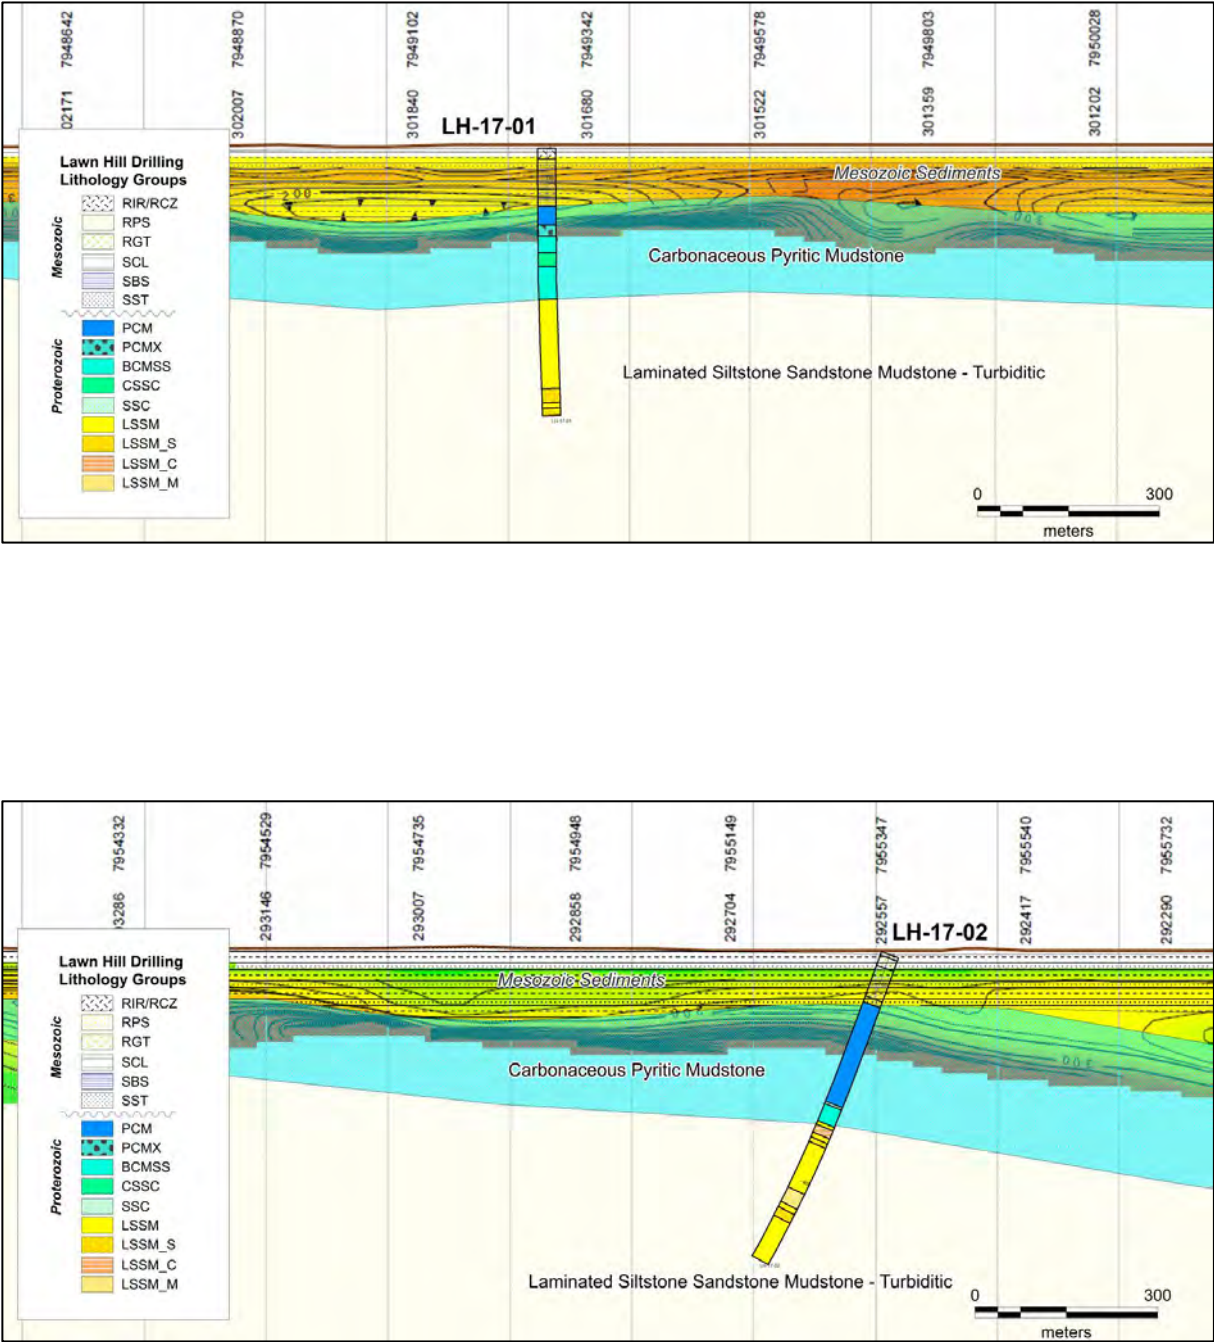 7948642
7948870
7949102
7949342
7949578
7949803
7950028
02171
302007
301840
301680
301522
301359
301202
LH-17-01
Lawn Hill Drilling
Lithology Groups
Mesozoic
RIR/RCZ
RPS
RGT
SCL
SBS
SST
Proterozoic
PCM
PCMX
BCMSS
CSSC
SSC
LSSM
LSSM_S
LSSM_C
LSSM_M
200
Mesozoic Sediments
300
Carbonaceous Pyritic Mudstone
Laminated Siltstone Sandstone Mudstone - Turbiditic
0 300
meters
7954332
7954529
7954735
7954948
7955149
7955347
7955540
7955732
293146
293007
292858
292704
292557
292417
292290
LH-17-02
Lawn Hill Drilling
Lithology Groups
Mesozoic
RIR/RCZ
RPS
RGT
SCL
SBS
SST
Proterozoic
PCM
PCMX
BCMSS
CSSC
SSC
LSSM
LSSM_S
LSSM_C
LSSM_M
Mesozoic Sediments
300
300
Carbonaceous Pyritic Mudstone
Laminated Siltstone Sandstone Mudstone - Turbiditic
0 300
meters